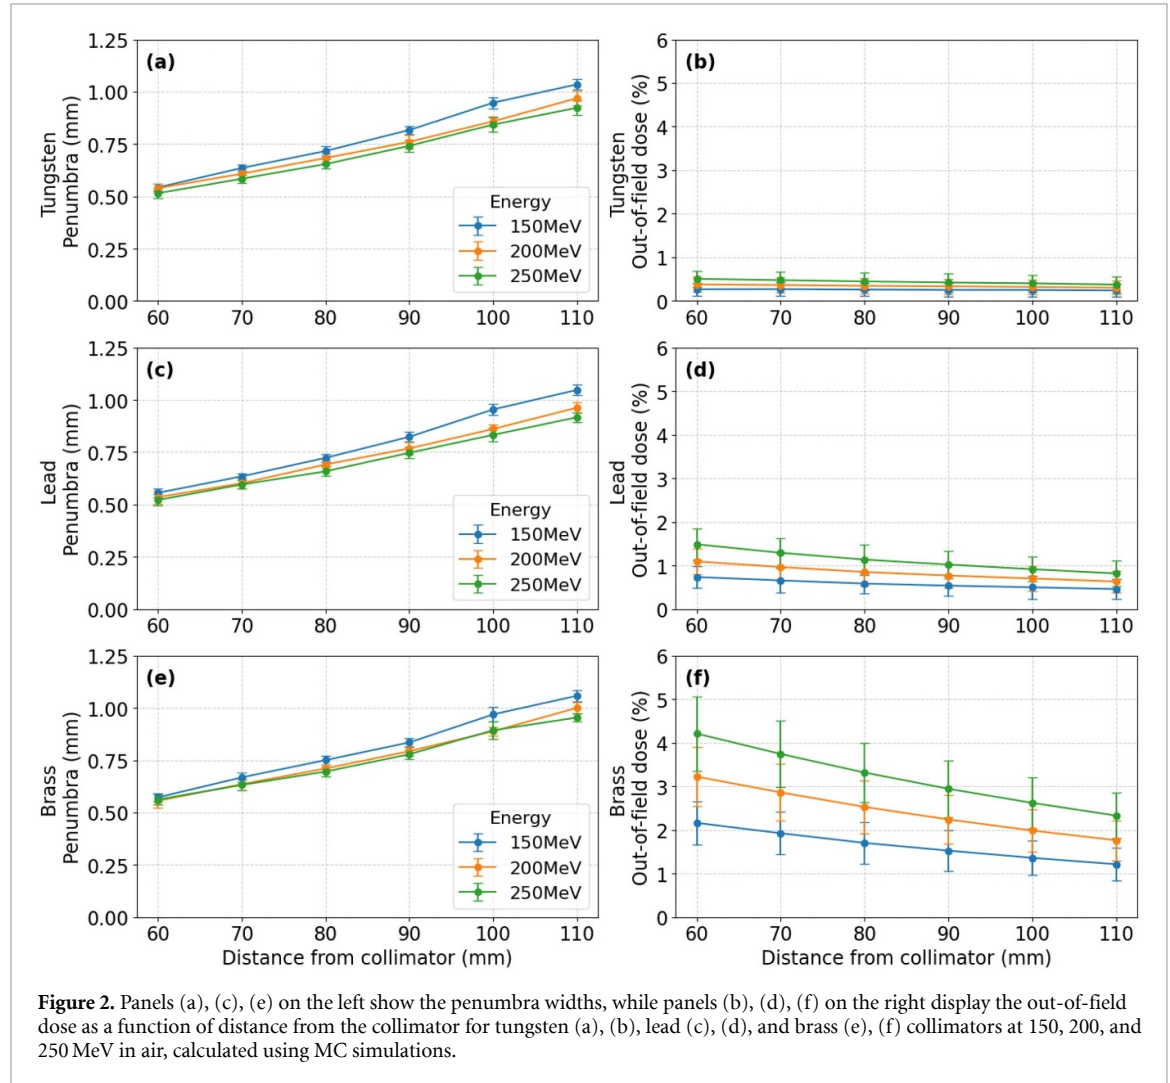 (a)
Tungsten
Penumbra (mm)
1.25
1.00
0.75
0.50
0.25
0.00
60 70 80 90 100 110
Energy
150MeV
200MeV
250MeV
(b)
Tungsten
Out-of-field dose (%)
6
5
4
3
2
1
0
60 70 80 90 100 110
(c)
Lead
Penumbra (mm)
1.25
1.00
0.75
0.50
0.25
0.00
60 70 80 90 100 110
Energy
150MeV
200MeV
250MeV
(d)
Lead
Out-of-field dose (%)
6
5
4
3
2
1
0
60 70 80 90 100 110
(e)
Brass
Penumbra (mm)
1.25
1.00
0.75
0.50
0.25
0.00
60 70 80 90 100 110
Distance from collimator (mm)
Energy
150MeV
200MeV
250MeV
(f)
Brass
Out-of-field dose (%)
6
5
4
3
2
1
0
60 70 80 90 100 110
Distance from collimator (mm)
Figure 2. Panels (a), (c), (e) on the left show the penumbra widths, while panels (b), (d), (f) on the right display the out-of-field
dose as a function of distance from the collimator for tungsten (a), (b), lead (c), (d), and brass (e), (f) collimators at 150, 200, and
250 MeV in air, calculated using MC simulations.